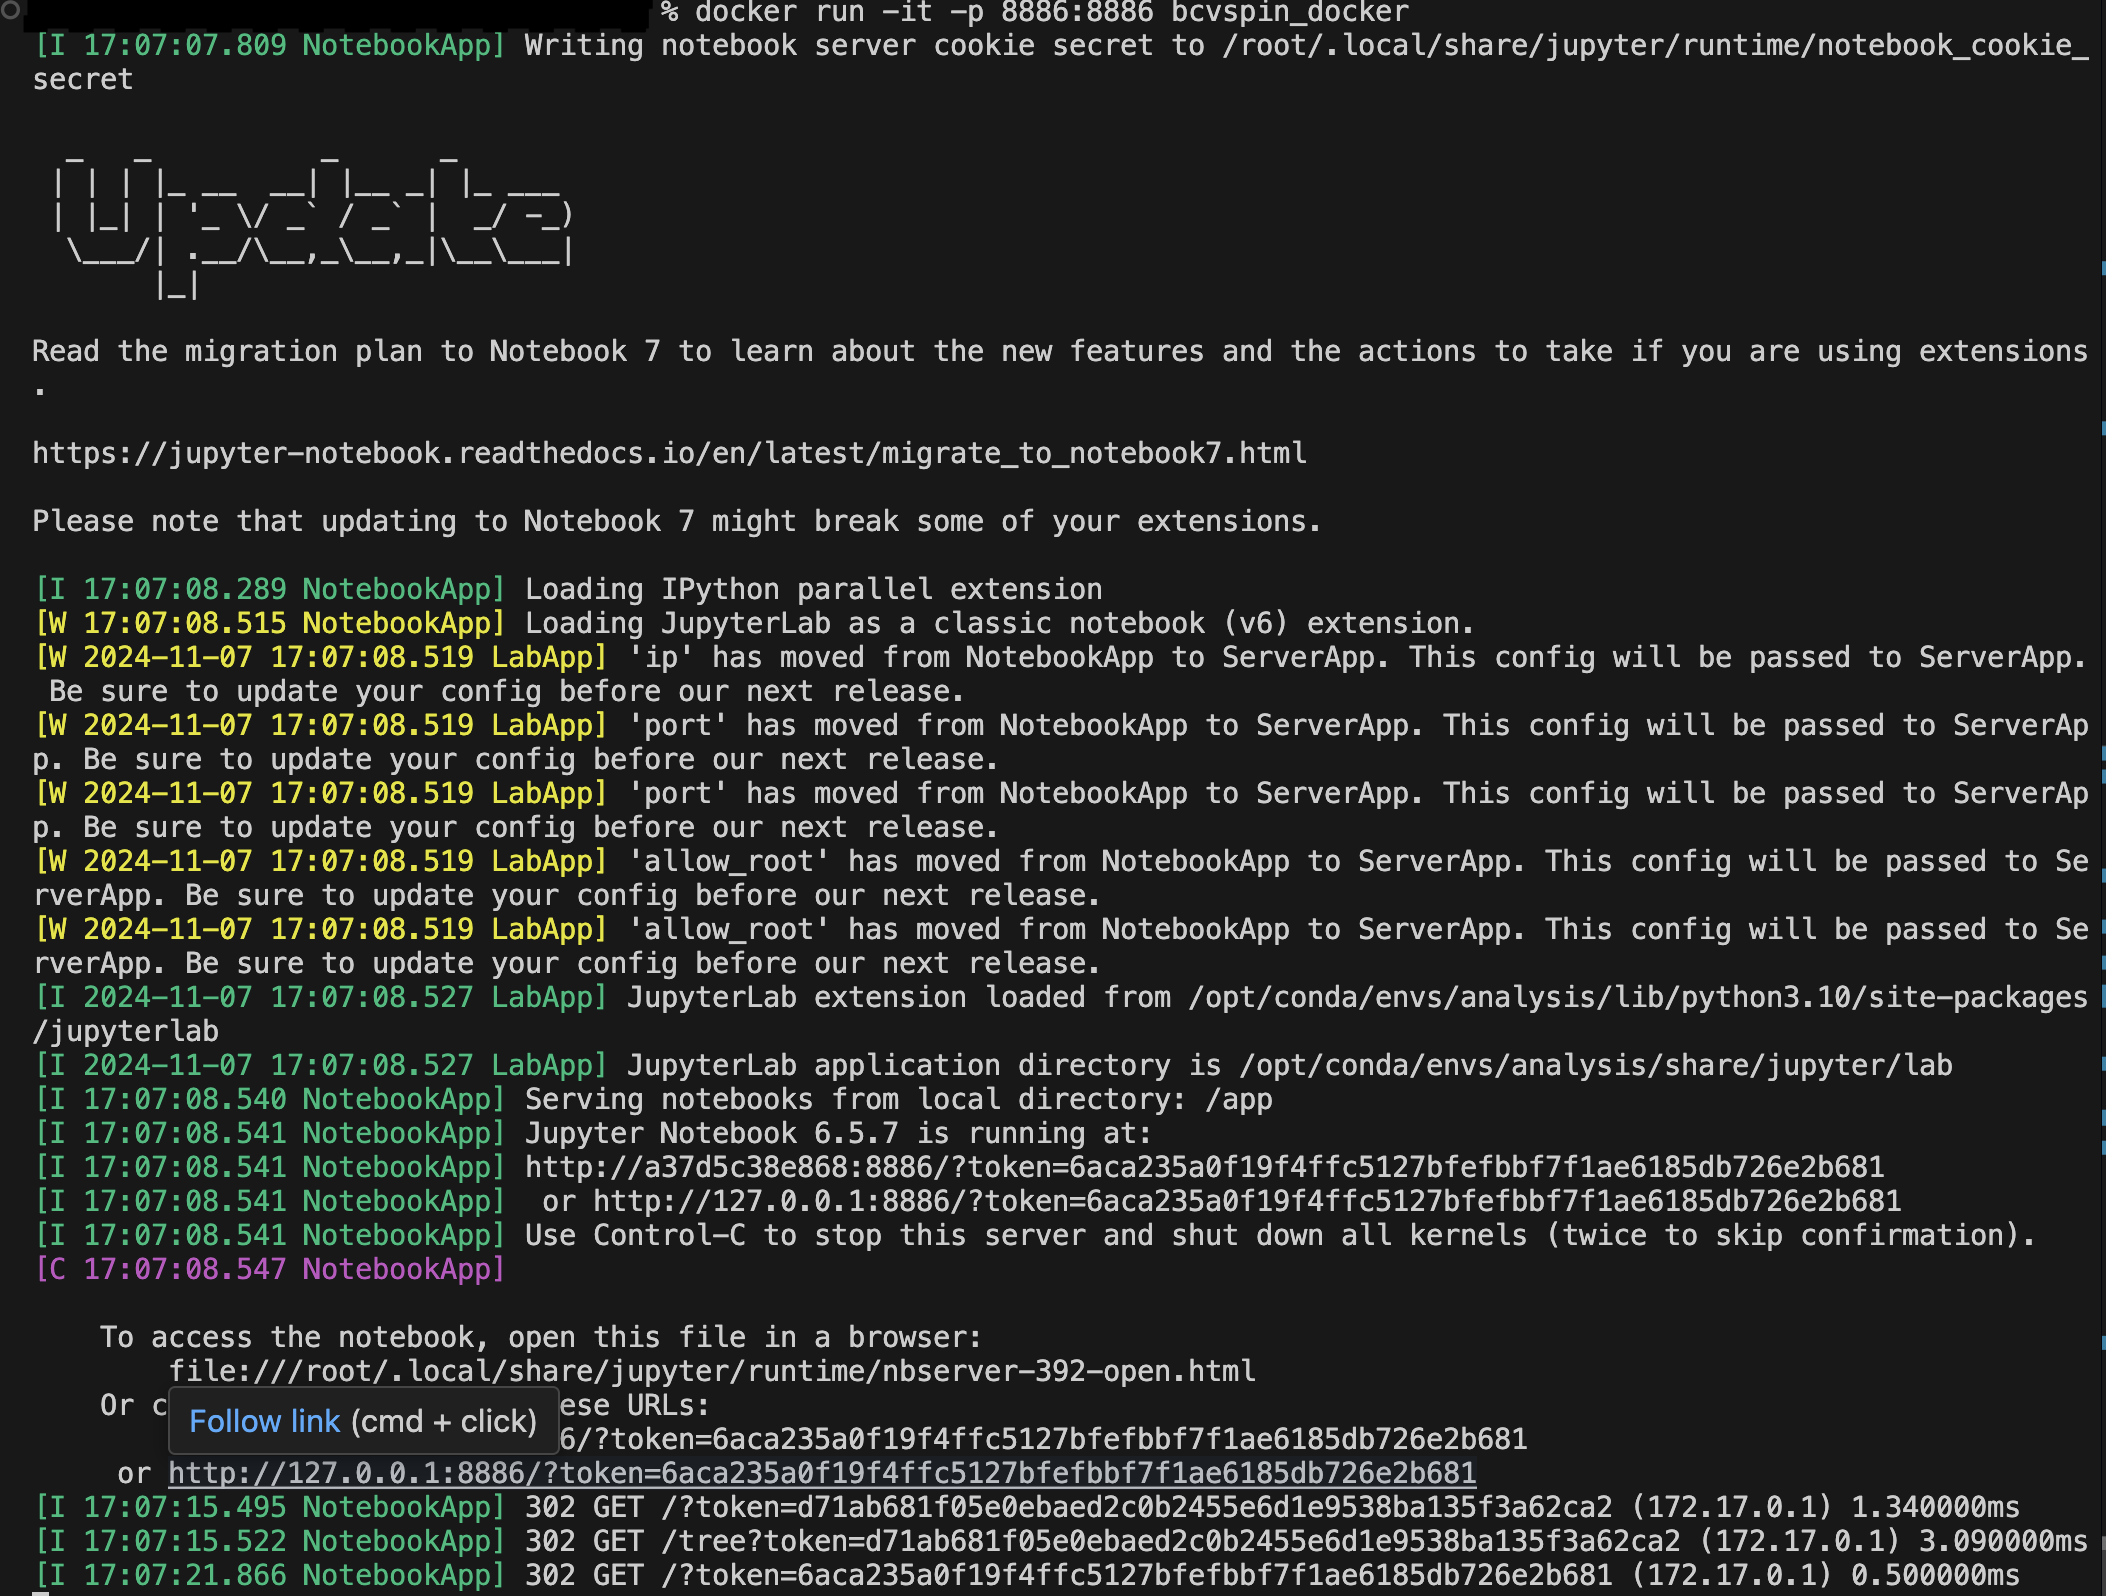 % docker run -it -p 8886:8886 bcvspin_docker
[I 17:07:07.809 NotebookApp] Writing notebook server cookie secret to /root/.local/share/jupyter/runtime/notebook_cookie_
secret
  _   _          _      _
 | | | |_ __  __| |__ _| |_ ___
 | |_| | '_ \/ _` / _` |  _/ -_)
  \___/| .__/\__,_\__,_|\__\___|
       |_|
Read the migration plan to Notebook 7 to learn about the new features and the actions to take if you are using extensions
.
https://jupyter-notebook.readthedocs.io/en/latest/migrate_to_notebook7.html
Please note that updating to Notebook 7 might break some of your extensions.
[I 17:07:08.289 NotebookApp] Loading IPython parallel extension
[W 17:07:08.515 NotebookApp] Loading JupyterLab as a classic notebook (v6) extension.
[W 2024-11-07 17:07:08.519 LabApp] 'ip' has moved from NotebookApp to ServerApp. This config will be passed to ServerApp.
 Be sure to update your config before our next release.
[W 2024-11-07 17:07:08.519 LabApp] 'port' has moved from NotebookApp to ServerApp. This config will be passed to ServerAp
p. Be sure to update your config before our next release.
[W 2024-11-07 17:07:08.519 LabApp] 'port' has moved from NotebookApp to ServerApp. This config will be passed to ServerAp
p. Be sure to update your config before our next release.
[W 2024-11-07 17:07:08.519 LabApp] 'allow_root' has moved from NotebookApp to ServerApp. This config will be passed to Se
rverApp. Be sure to update your config before our next release.
[W 2024-11-07 17:07:08.519 LabApp] 'allow_root' has moved from NotebookApp to ServerApp. This config will be passed to Se
rverApp. Be sure to update your config before our next release.
[I 2024-11-07 17:07:08.527 LabApp] JupyterLab extension loaded from /opt/conda/envs/analysis/lib/python3.10/site-packages
/jupyterlab
[I 2024-11-07 17:07:08.527 LabApp] JupyterLab application directory is /opt/conda/envs/analysis/share/jupyter/lab
[I 17:07:08.540 NotebookApp] Serving notebooks from local directory: /app
[I 17:07:08.541 NotebookApp] Jupyter Notebook 6.5.7 is running at:
[I 17:07:08.541 NotebookApp] http://a37d5c38e868:8886/?token=6aca235a0f19f4ffc5127bfefbbf7f1ae6185db726e2b681
[I 17:07:08.541 NotebookApp]  or http://127.0.0.1:8886/?token=6aca235a0f19f4ffc5127bfefbbf7f1ae6185db726e2b681
[I 17:07:08.541 NotebookApp] Use Control-C to stop this server and shut down all kernels (twice to skip confirmation).
[C 17:07:08.547 NotebookApp]
To access the notebook, open this file in a browser:
file:///root/.local/share/jupyter/runtime/nbserver-392-open.html
Or c
Follow link (cmd + click)
ese URLs:
6/?token=6aca235a0f19f4ffc5127bfefbbf7f1ae6185db726e2b681
or http://127.0.0.1:8886/?token=6aca235a0f19f4ffc5127bfefbbf7f1ae6185db726e2b681
[I 17:07:15.495 NotebookApp] 302 GET /?token=d71ab681f05e0ebaed2c0b2455e6d1e9538ba135f3a62ca2 (172.17.0.1) 1.340000ms
[I 17:07:15.522 NotebookApp] 302 GET /tree?token=d71ab681f05e0ebaed2c0b2455e6d1e9538ba135f3a62ca2 (172.17.0.1) 3.090000ms
[I 17:07:21.866 NotebookApp] 302 GET /?token=6aca235a0f19f4ffc5127bfefbbf7f1ae6185db726e2b681 (172.17.0.1) 0.500000ms